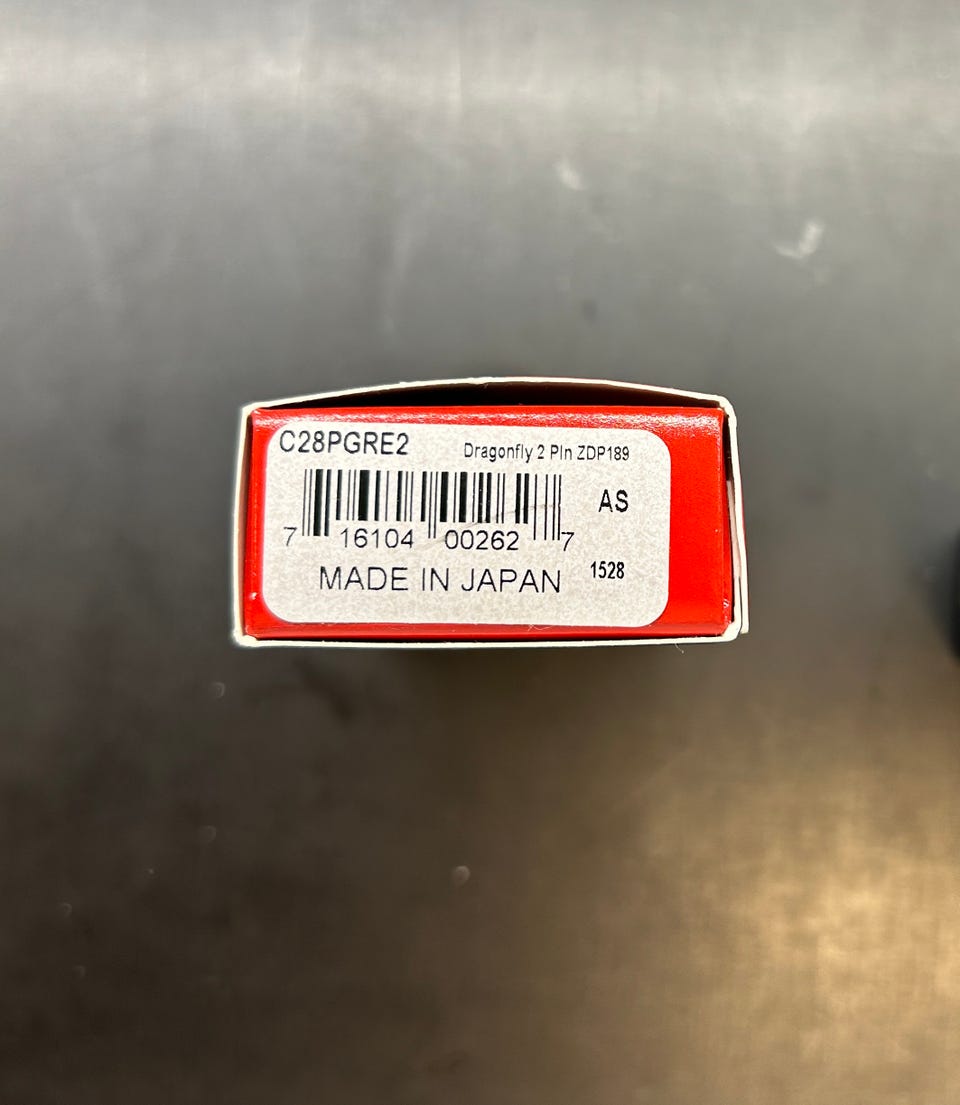 C28PGRE2 Dragonfly 2 Pln ZDP189
AS
7 16104 00262 7
MADE IN JAPAN 1528